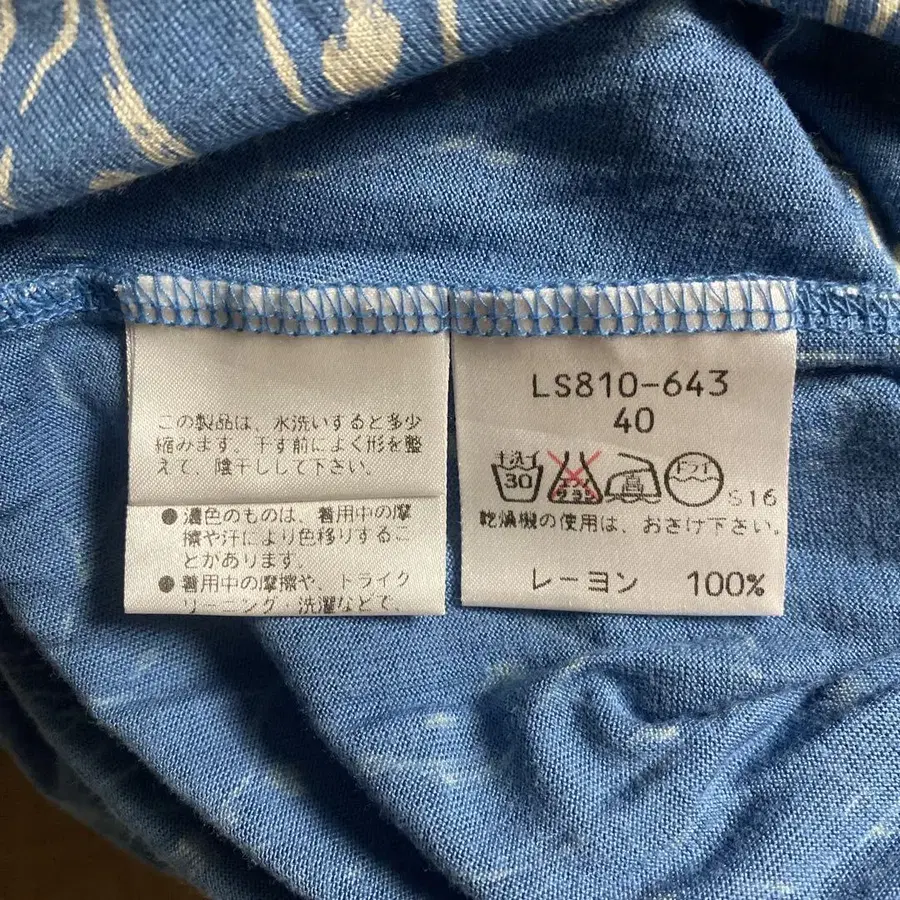 この製品は、水洗いすると多少
縮みます。干す前によく形を整
えて、陰干しして下さい。
●濃色のものは、着用中の摩
擦や汗により色移りするこ
とがあります。
●着用中の摩擦や、ドライク
リーニング・洗濯などで、
LS810-643
40
手洗イ
30
エンソ
サラシ
ドライ
S16
乾燥機の使用は、おさけ下さい。
レーヨン 100%